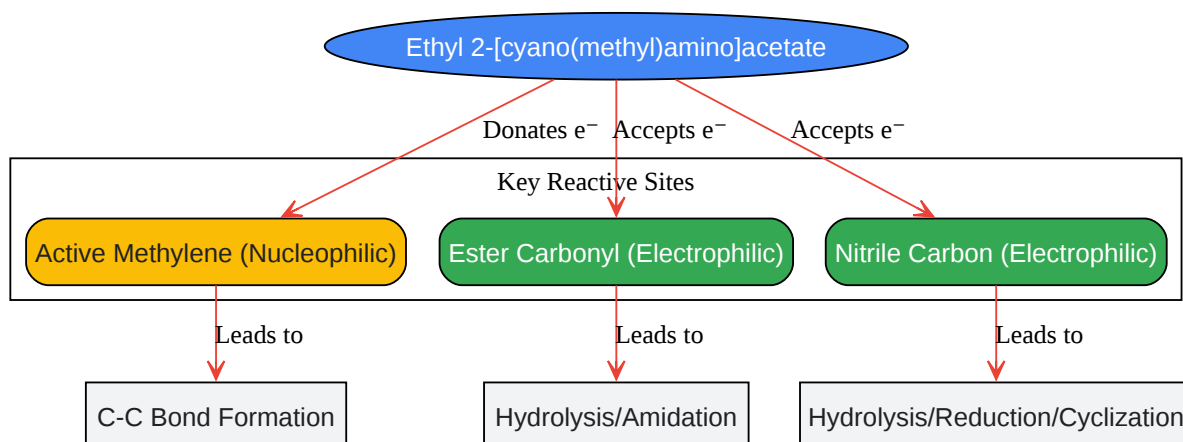 Ethyl 2-[cyano(methyl)amino]acetate
Donates e⁻
Accepts e⁻
Accepts e⁻
Key Reactive Sites
Active Methylene (Nucleophilic)
Ester Carbonyl (Electrophilic)
Nitrile Carbon (Electrophilic)
Leads to
Leads to
Leads to
C-C Bond Formation
Hydrolysis/Amidation
Hydrolysis/Reduction/Cyclization